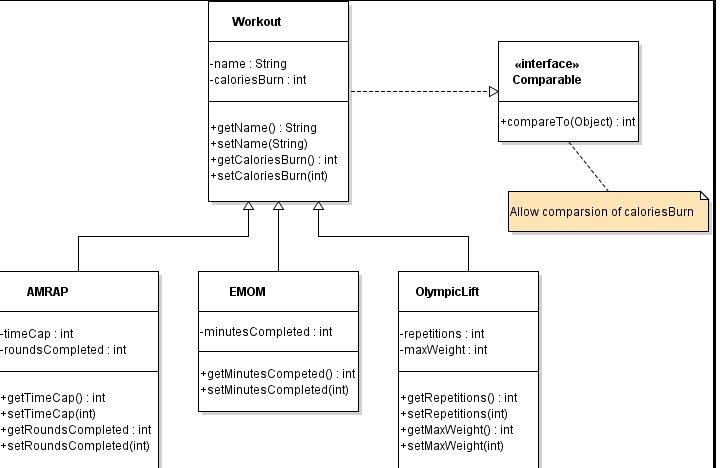 Workout
-name : String
-caloriesBurn : int
+getName() : String
+setName(String)
+getCaloriesBurn() : int
+setCaloriesBurn(int)
«interface»
Comparable
+compareTo(Object) : int
Allow comparsion of caloriesBurn
AMRAP
-timeCap : int
-roundsCompleted : int
+getTimeCap() : int
+setTimeCap(int)
+getRoundsCompleted : int
+setRoundsCompleted(int)
EMOM
-minutesCompleted : int
+getMinutesCompeted() : int
+setMinutesCompleted(int)
OlympicLift
-repetitions : int
-maxWeight : int
+getRepetitions() : int
+setRepetitions(int)
+getMaxWeight() : int
+setMaxWeight(int)